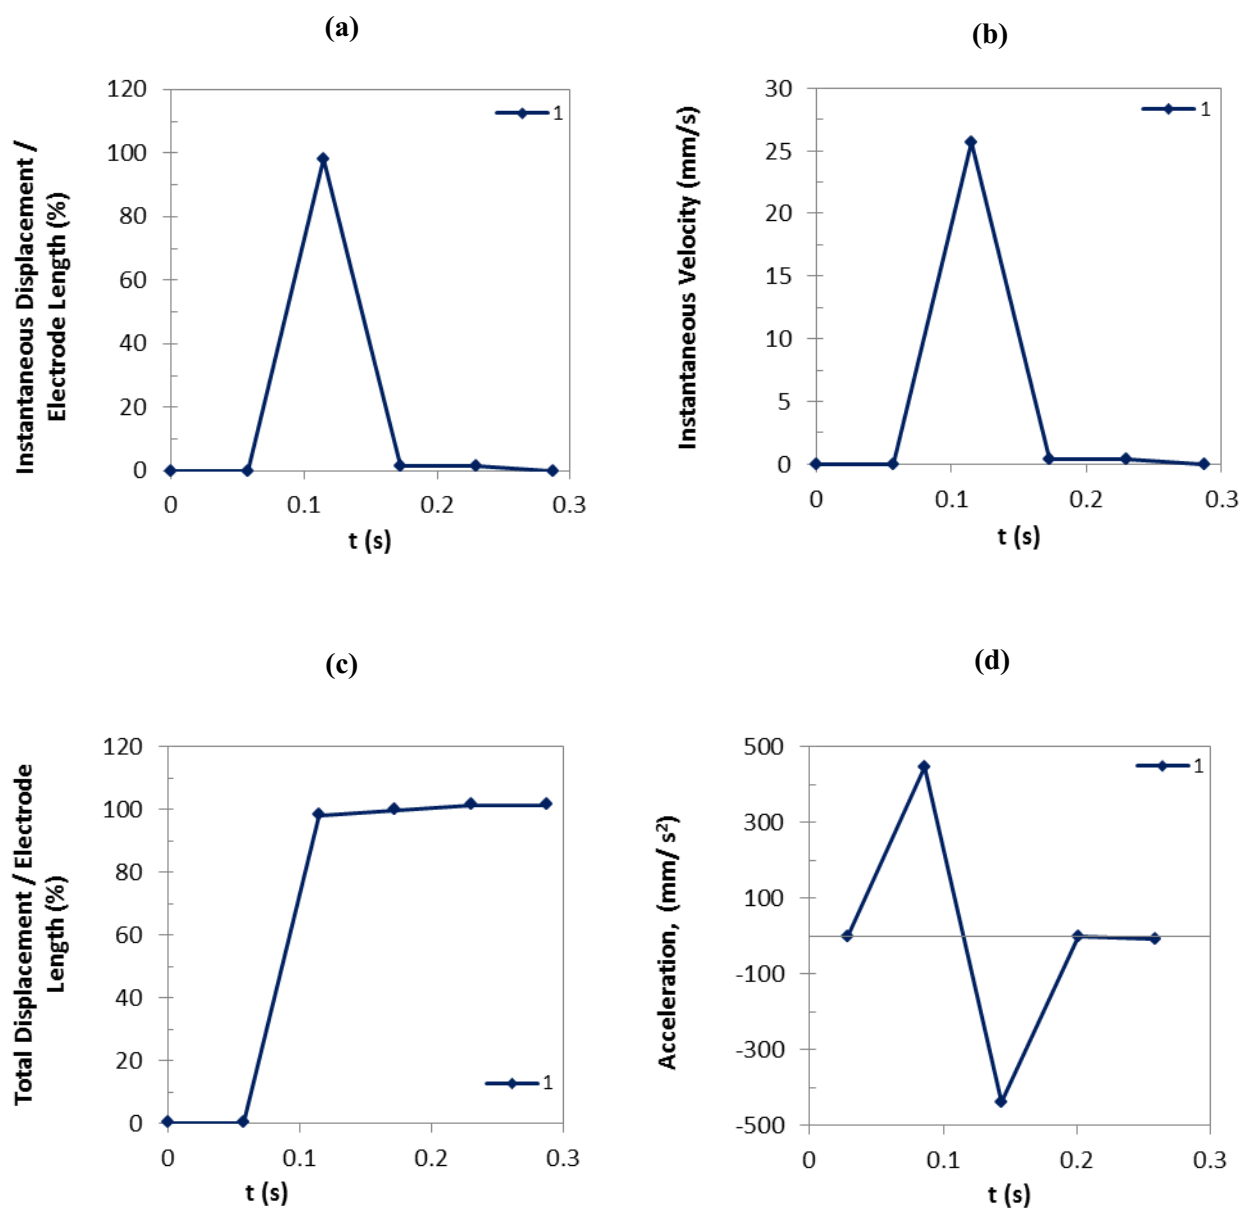 (a)
Instantaneous Displacement /
Electrode Length (%)
120
100
80
60
40
20
0
0 0.1 0.2 0.3
t (s)
1
(b)
Instantaneous Velocity (mm/s)
30
25
20
15
10
5
0
0 0.1 0.2 0.3
t (s)
1
(c)
Total Displacement / Electrode
Length (%)
120
100
80
60
40
20
0
0 0.1 0.2 0.3
t (s)
1
(d)
Acceleration, (mm/ s²)
500
300
100
-100
-300
-500
0 0.1 0.2 0.3
t (s)
1